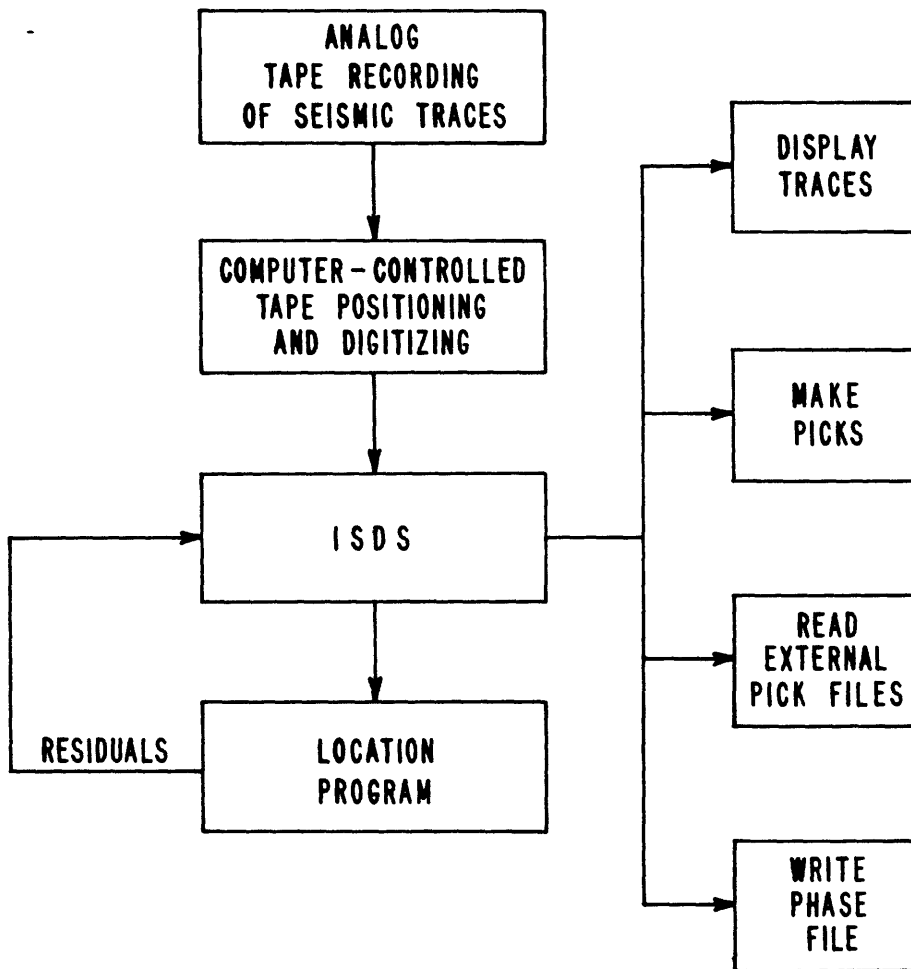 ANALOG
TAPE RECORDING
OF SEISMIC TRACES
COMPUTER-CONTROLLED
TAPE POSITIONING
AND DIGITIZING
ISDS
RESIDUALS
LOCATION
PROGRAM
DISPLAY
TRACES
MAKE
PICKS
READ
EXTERNAL
PICK FILES
WRITE
PHASE
FILE